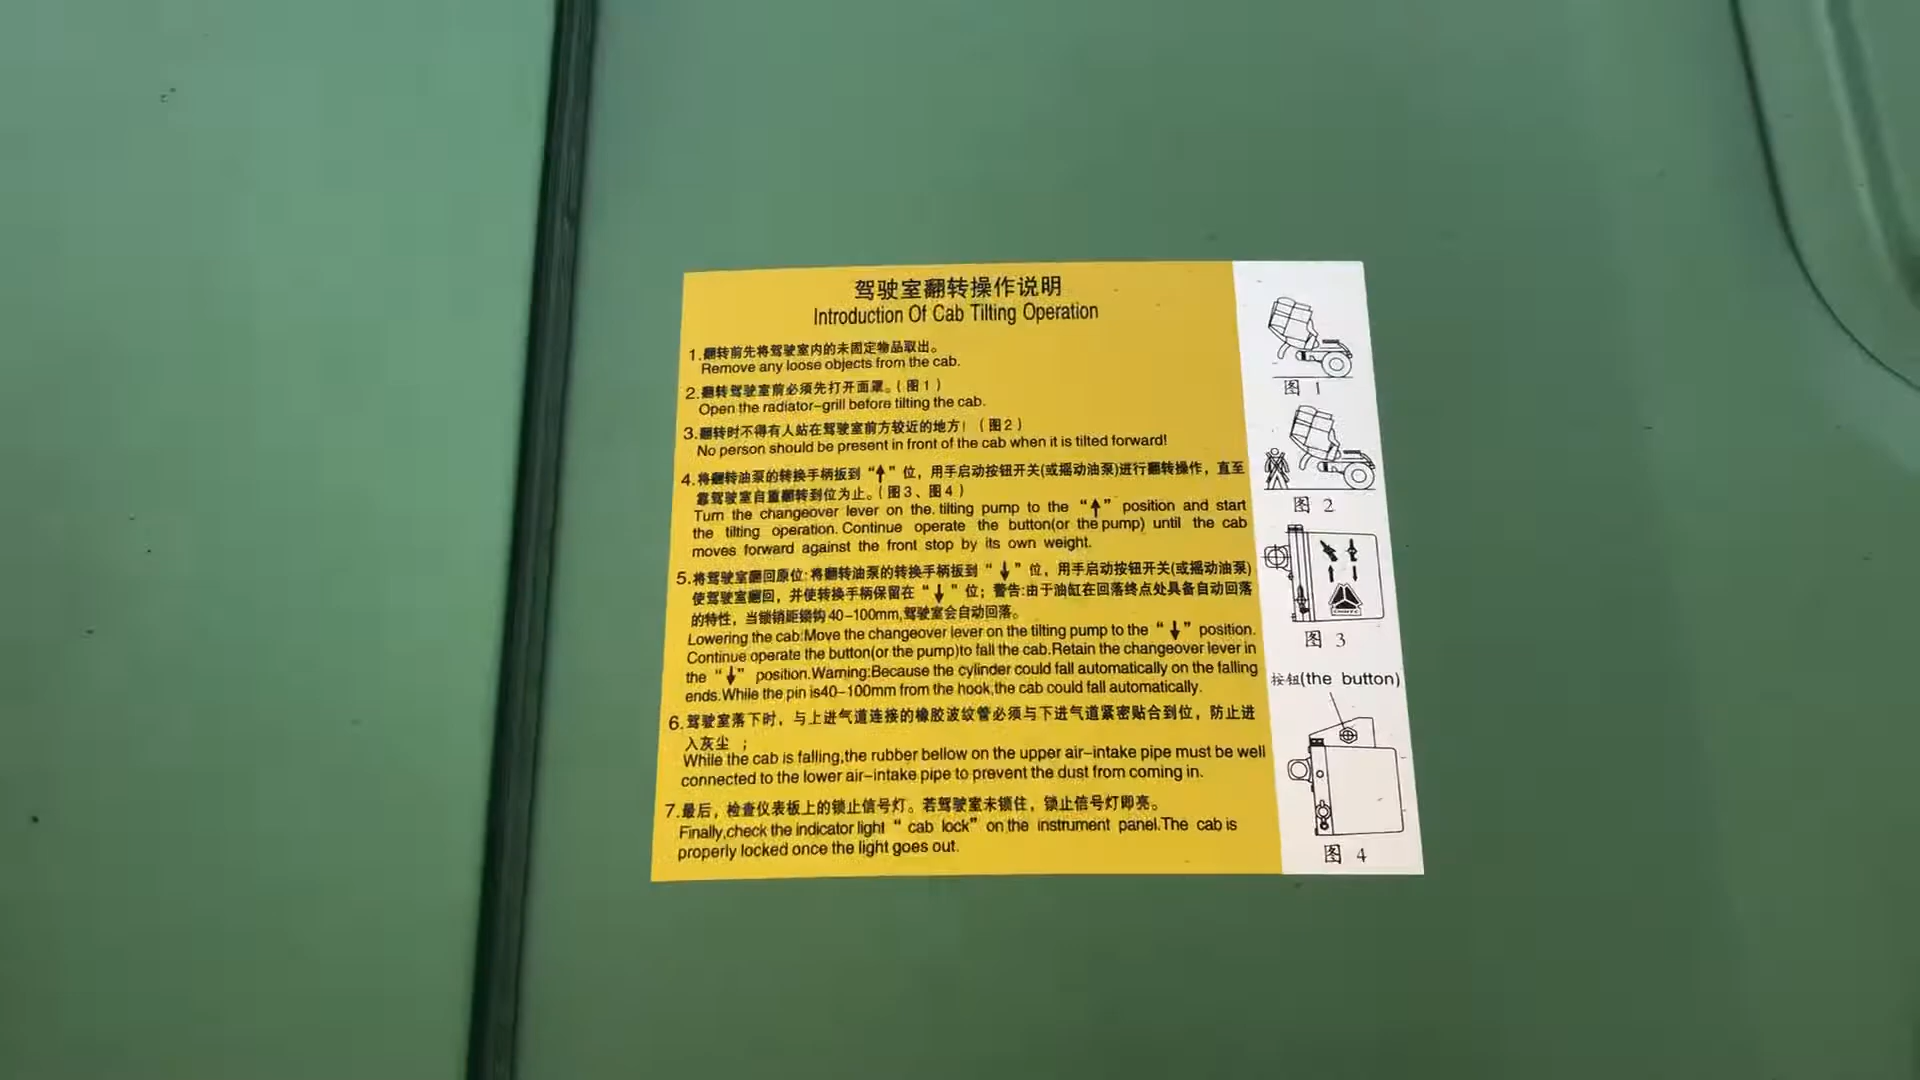 驾驶室翻转操作说明
Introduction Of Cab Tilting Operation
1.翻转前先将驾驶室内的未固定物品取出。
Remove any loose objects from the cab.
2.翻转驾驶室前必须先打开面罩。(图1)
Open the radiator-grill before tilting the cab.
3.翻转时不得有人站在驾驶室前方较近的地方!(图2)
No person should be present in front of the cab when it is tilted forward!
4.将翻转油泵的转换手柄扳到“↑”位，用手启动按钮开关(或摇动油泵)进行翻转操作，直至
靠驾驶室自重翻转到位为止。(图3、图4)
Turn the changeover lever on the. tilting pump to the “↑” position and start
the tilting operation. Continue operate the button(or the pump) until the cab
moves forward against the front stop by its own weight.
5.将驾驶室翻回原位:将翻转油泵的转换手柄扳到“↓”位，用手启动按钮开关(或摇动油泵)
使驾驶室翻回，并使转换手柄保留在“↓”位；警告:由于油缸在回落终点处具备自动回落
的特性，当锁销距锁钩40-100mm,驾驶室会自动回落。
Lowering the cab:Move the changeover lever on the tilting pump to the “↓” position.
Continue operate the button(or the pump)to fall the cab.Retain the changeover lever in
the “↓” position.Warning:Because the cylinder could fall automatically on the falling
ends.While the pin is40-100mm from the hook,the cab could fall automatically.
6.驾驶室落下时，与上进气道连接的橡胶波纹管必须与下进气道紧密贴合到位，防止进
入灰尘；
While the cab is falling,the rubber bellow on the upper air-intake pipe must be well
connected to the lower air-intake pipe to prevent the dust from coming in.
7.最后，检查仪表板上的锁止信号灯。若驾驶室未锁住，锁止信号灯即亮。
Finally,check the indicator light “ cab lock” on the instrument panel.The cab is
properly locked once the light goes out.
图 1
图 2
图 3
按钮(the button)
图 4